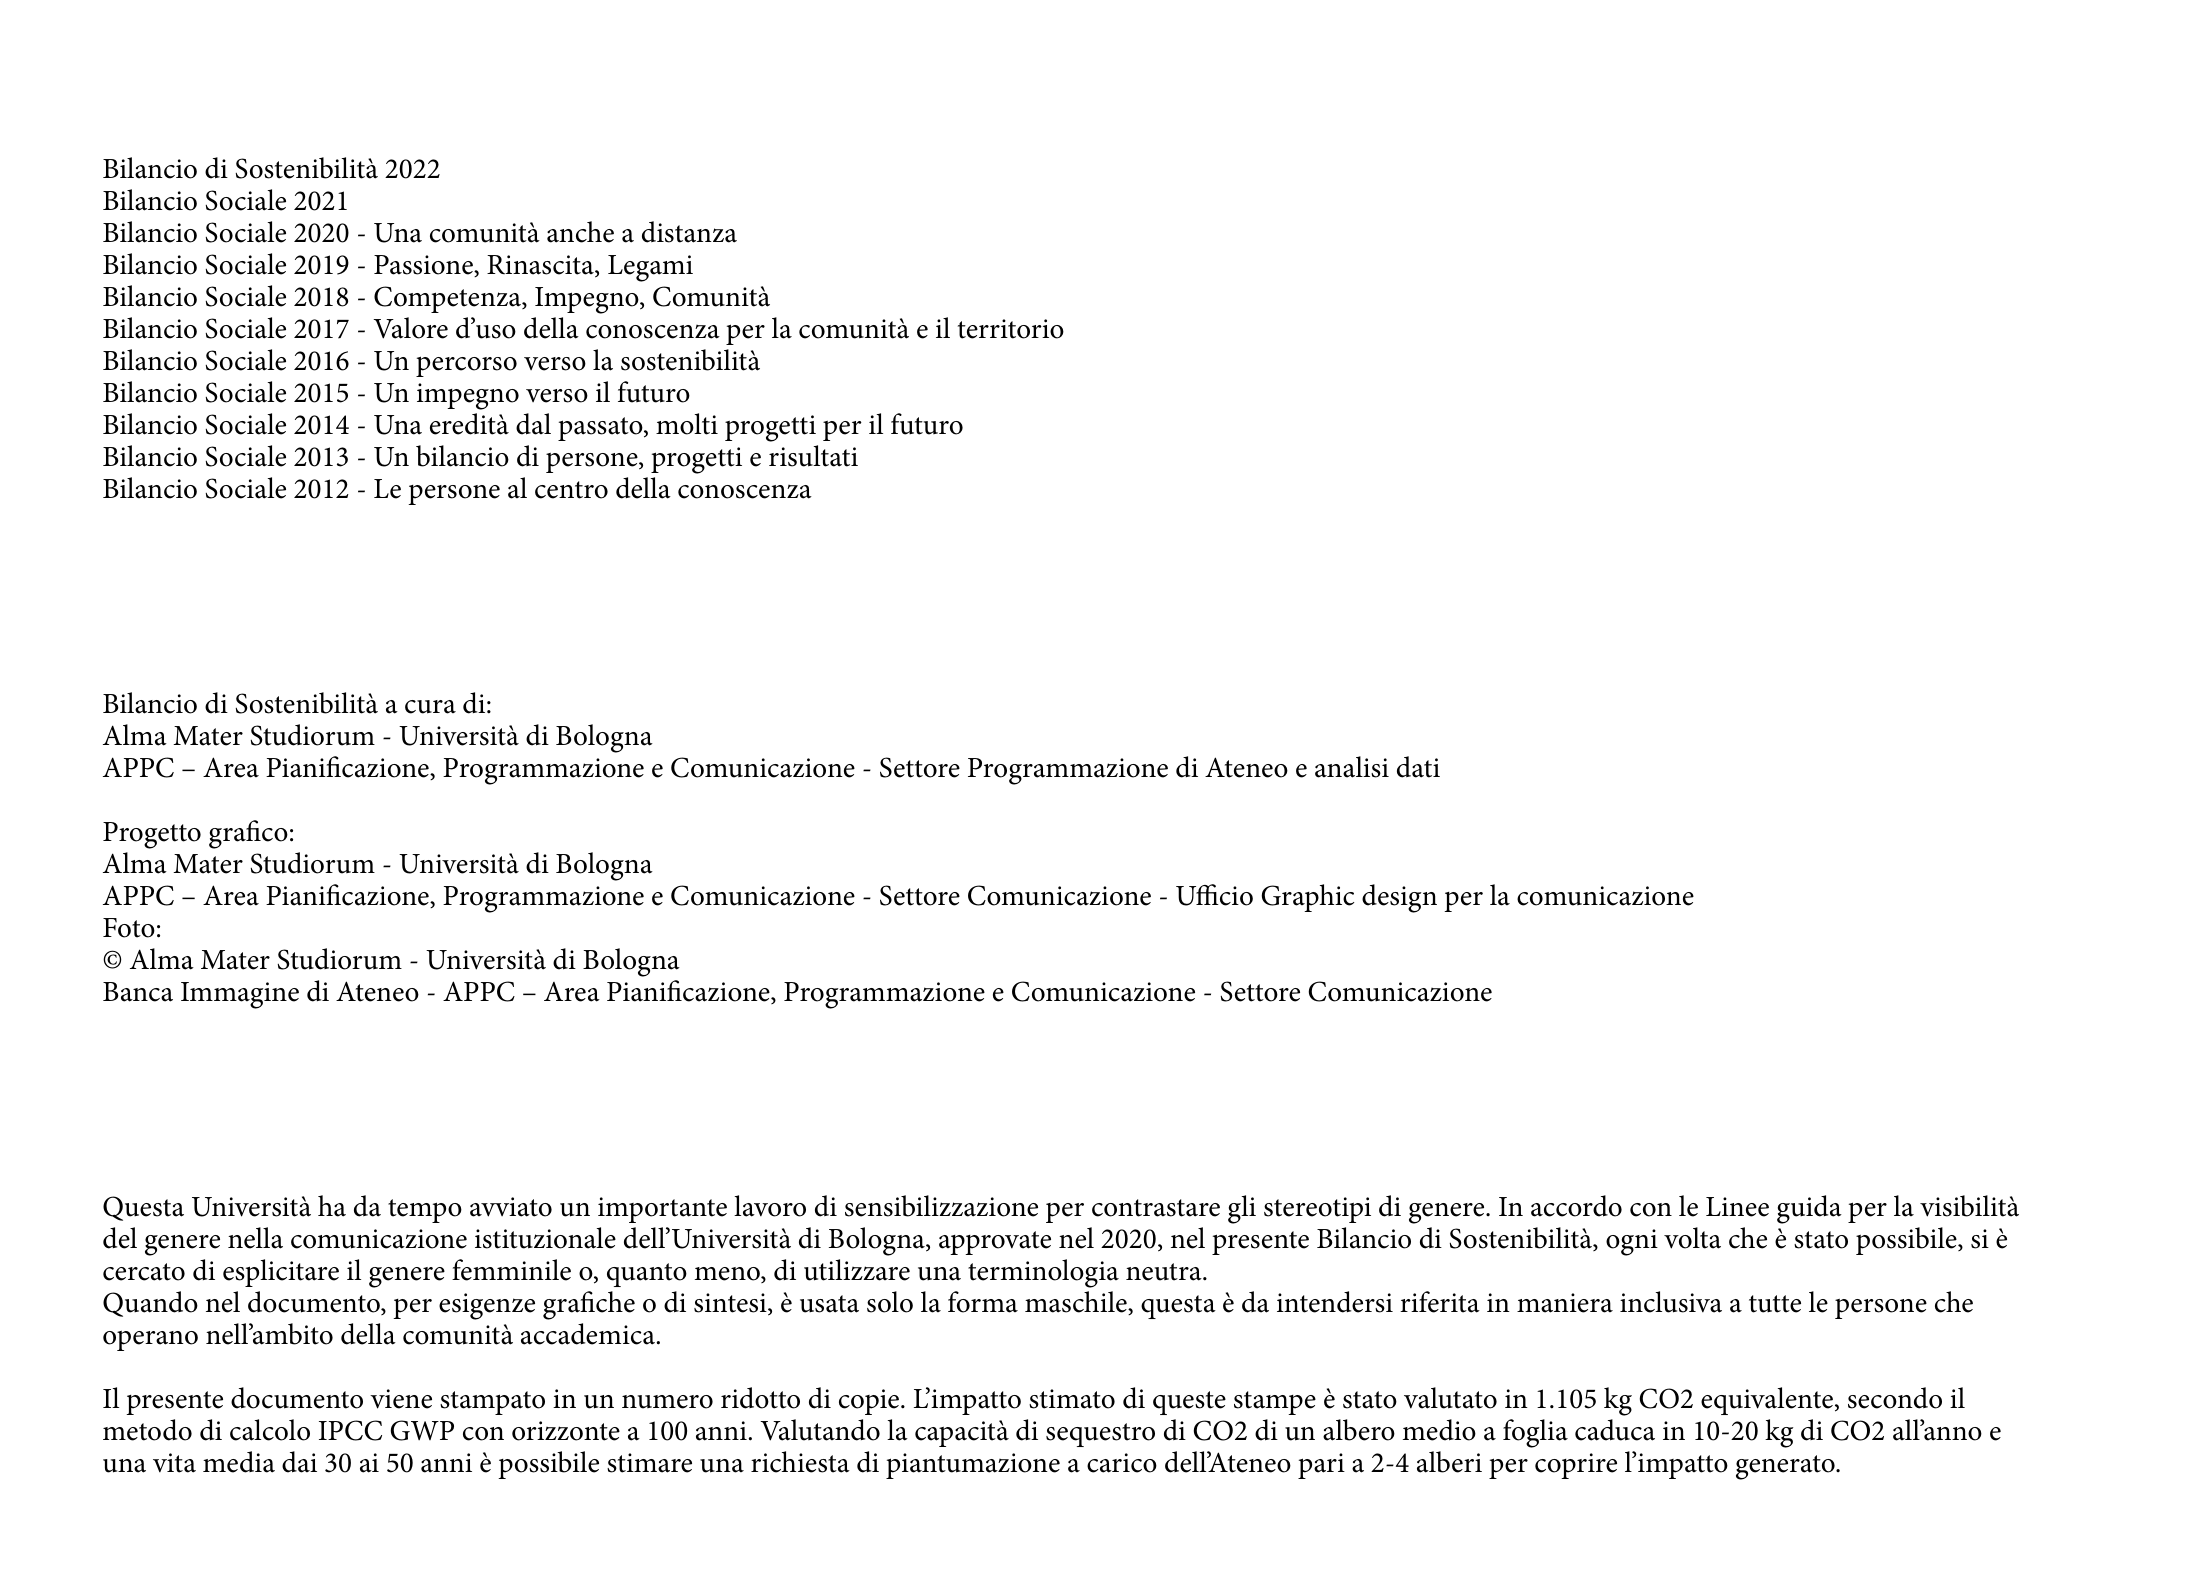 Bilancio di Sostenibilità 2022
Bilancio Sociale 2021
Bilancio Sociale 2020 - Una comunità anche a distanza
Bilancio Sociale 2019 - Passione, Rinascita, Legami
Bilancio Sociale 2018 - Competenza, Impegno, Comunità
Bilancio Sociale 2017 - Valore d’uso della conoscenza per la comunità e il territorio
Bilancio Sociale 2016 - Un percorso verso la sostenibilità
Bilancio Sociale 2015 - Un impegno verso il futuro
Bilancio Sociale 2014 - Una eredità dal passato, molti progetti per il futuro
Bilancio Sociale 2013 - Un bilancio di persone, progetti e risultati
Bilancio Sociale 2012 - Le persone al centro della conoscenza
Bilancio di Sostenibilità a cura di:
Alma Mater Studiorum - Università di Bologna
APPC – Area Pianificazione, Programmazione e Comunicazione - Settore Programmazione di Ateneo e analisi dati
Progetto grafico:
Alma Mater Studiorum - Università di Bologna
APPC – Area Pianificazione, Programmazione e Comunicazione - Settore Comunicazione - Ufficio Graphic design per la comunicazione
Foto:
© Alma Mater Studiorum - Università di Bologna
Banca Immagine di Ateneo - APPC – Area Pianificazione, Programmazione e Comunicazione - Settore Comunicazione
Questa Università ha da tempo avviato un importante lavoro di sensibilizzazione per contrastare gli stereotipi di genere. In accordo con le Linee guida per la visibilità
del genere nella comunicazione istituzionale dell’Università di Bologna, approvate nel 2020, nel presente Bilancio di Sostenibilità, ogni volta che è stato possibile, si è
cercato di esplicitare il genere femminile o, quanto meno, di utilizzare una terminologia neutra.
Quando nel documento, per esigenze grafiche o di sintesi, è usata solo la forma maschile, questa è da intendersi riferita in maniera inclusiva a tutte le persone che
operano nell’ambito della comunità accademica.
Il presente documento viene stampato in un numero ridotto di copie. L’impatto stimato di queste stampe è stato valutato in 1.105 kg CO2 equivalente, secondo il
metodo di calcolo IPCC GWP con orizzonte a 100 anni. Valutando la capacità di sequestro di CO2 di un albero medio a foglia caduca in 10-20 kg di CO2 all’anno e
una vita media dai 30 ai 50 anni è possibile stimare una richiesta di piantumazione a carico dell’Ateneo pari a 2-4 alberi per coprire l’impatto generato.